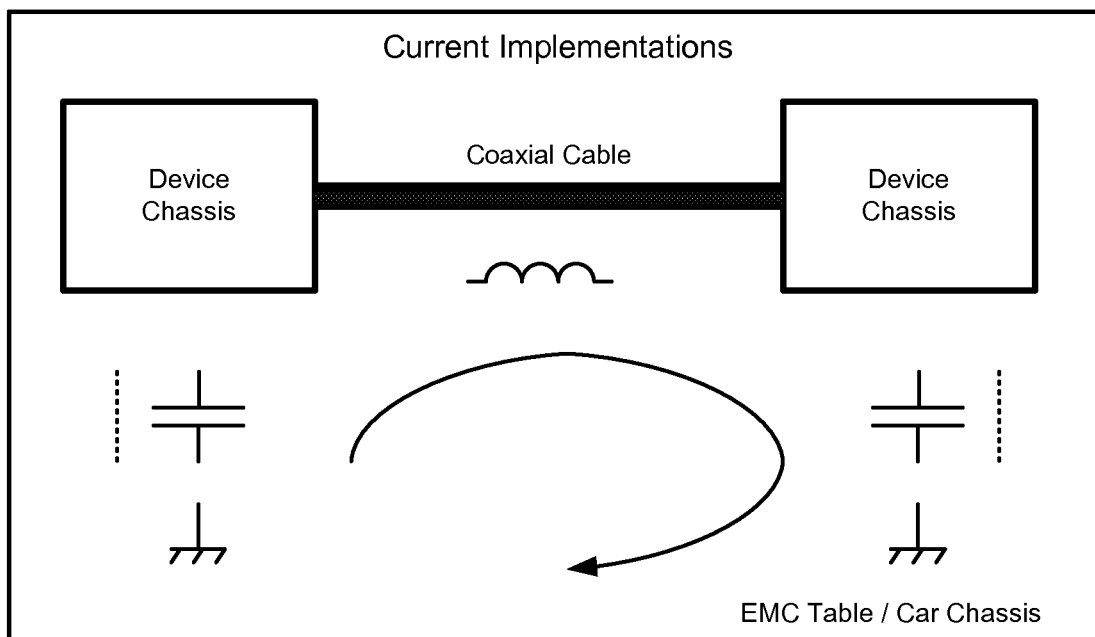 Current Implementations
Coaxial Cable
Device
Chassis
Device
Chassis
EMC Table / Car Chassis